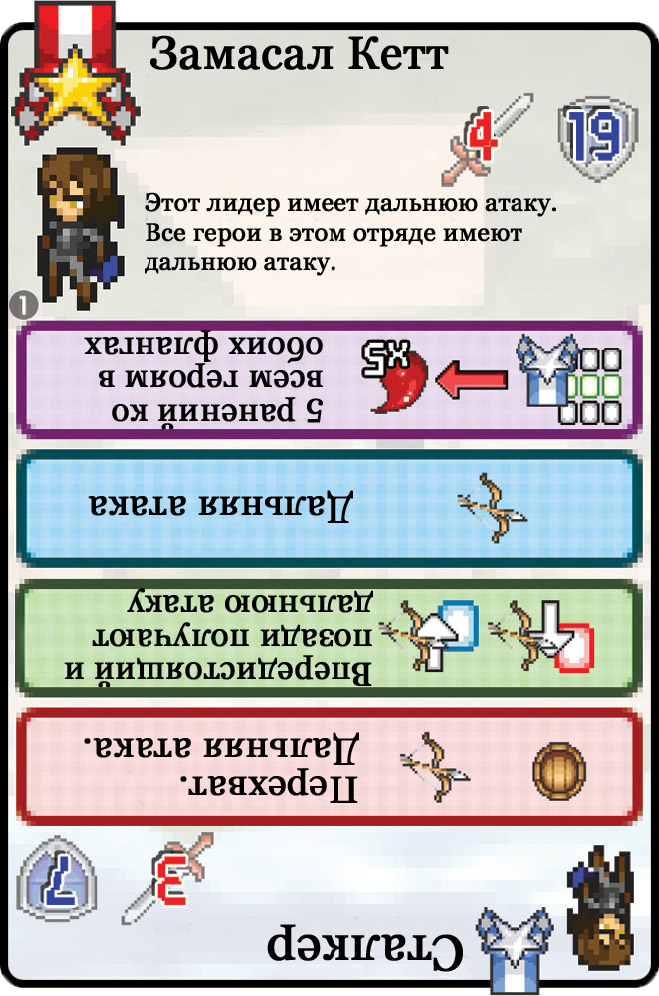 Замасал Кетт
4 19
Этот лидер имеет дальнюю атаку.
Все герои в этом отряде имеют
дальнюю атаку.
1
Сталкер
3 7
Перехват.
Дальняя атака.
Впередистоящий и
позади получают
дальнюю атаку
Дальняя атака
5 ранений ко
всем героям в
обоих флангах
x5